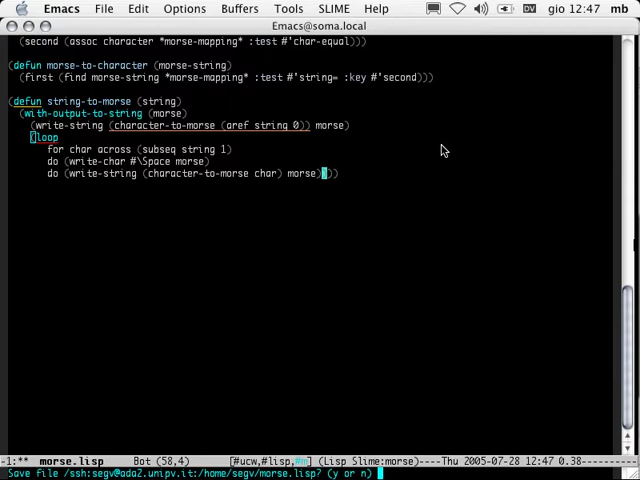 Emacs File Edit Options Buffers Tools SLIME Help DV gio 12:47 mb
Emacs@soma.local
(second (assoc character *morse-mapping* :test #'char-equal)))
(defun morse-to-character (morse-string)
(first (find morse-string *morse-mapping* :test #'string= :key #'second)))
(defun string-to-morse (string)
(with-output-to-string (morse)
(write-string (character-to-morse (aref string 0)) morse)
(loop
for char across (subseq string 1)
do (write-char #\Space morse)
do (write-string (character-to-morse char) morse))))
-1:** morse.lisp Bot (58,4) [#ucw,#lisp,#m] (Lisp Slime:morse)----Thu 2005-07-28 12:47 0.38---
Save file /ssh:segv@ada2.unipv.it:/home/segv/morse.lisp? (y or n)